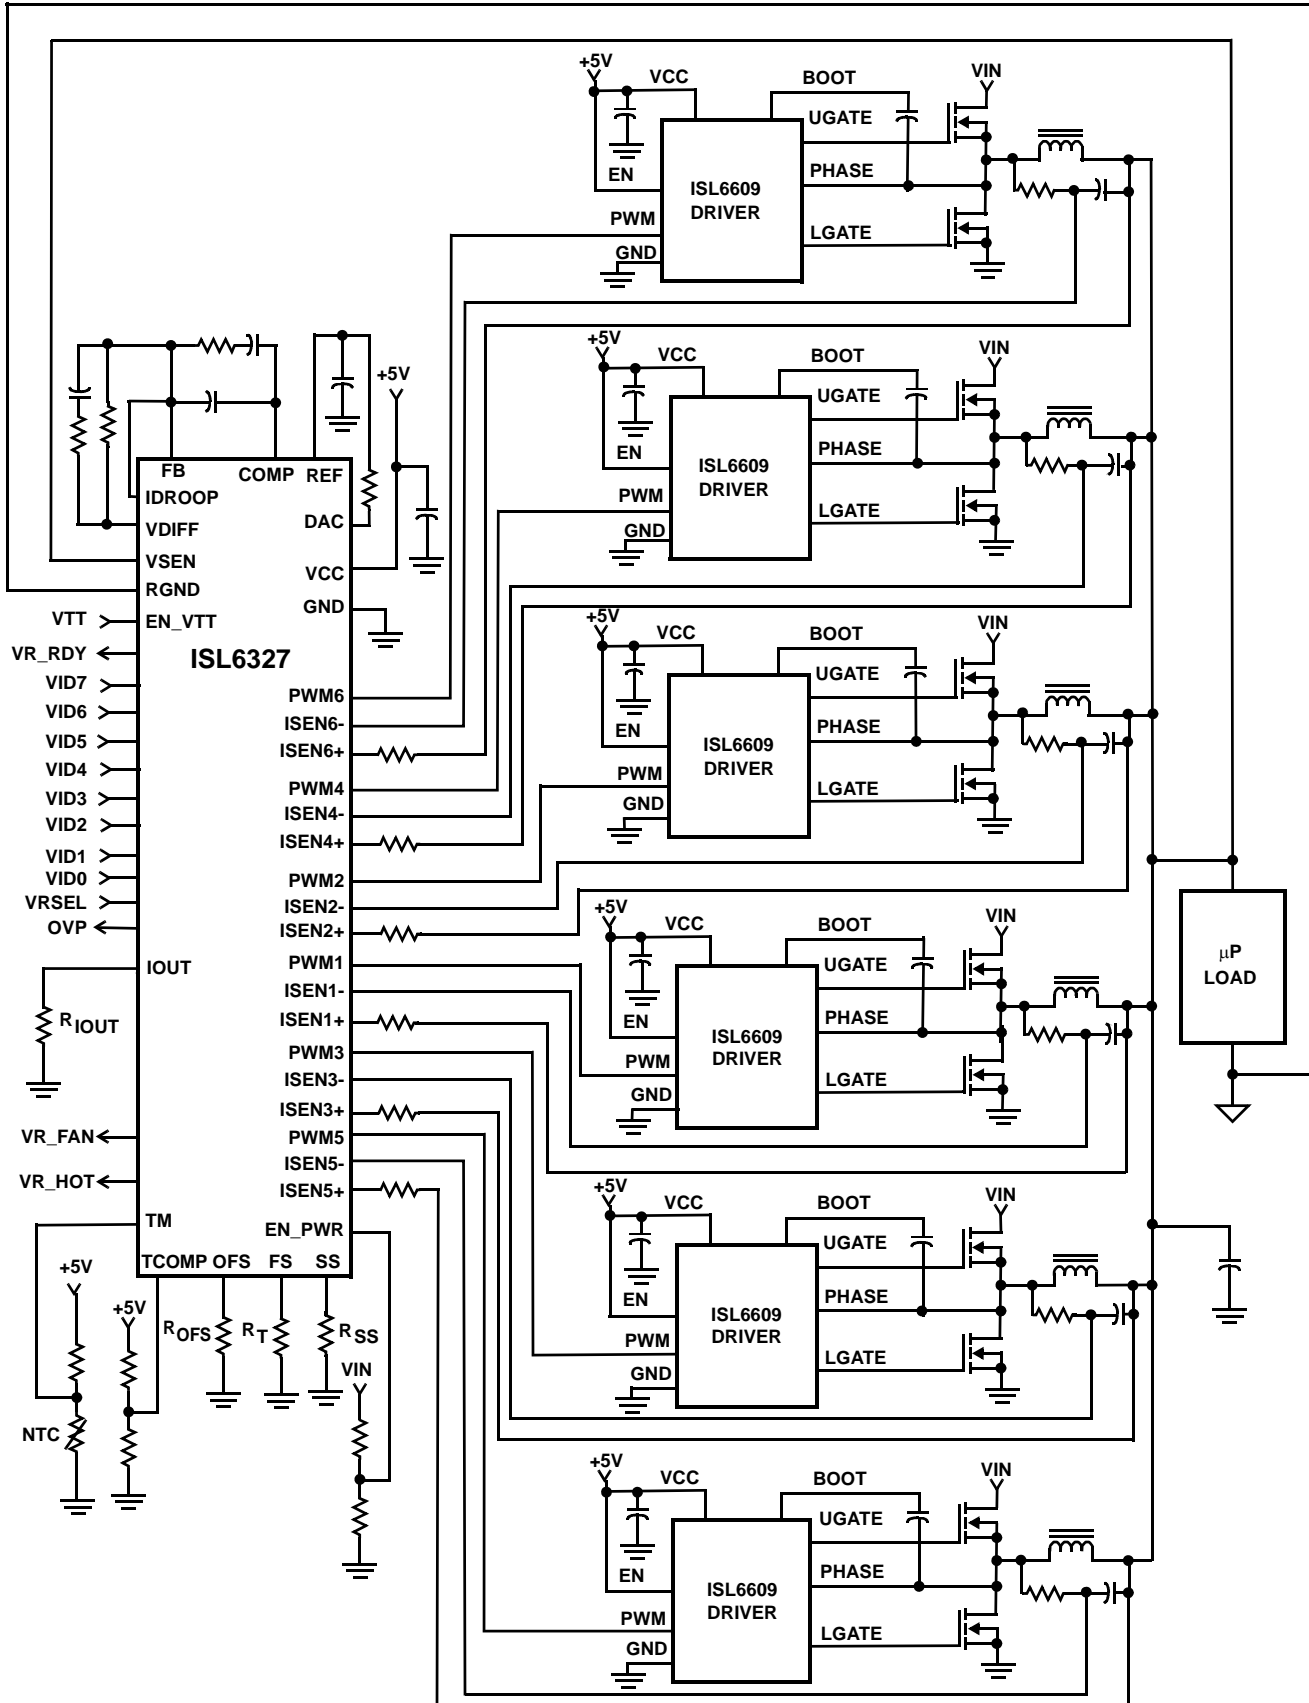 +5V
VCC
BOOT
VIN
UGATE
EN
PHASE
ISL6609
DRIVER
PWM
LGATE
GND
+5V
VCC
BOOT
VIN
UGATE
EN
PHASE
ISL6609
DRIVER
PWM
LGATE
GND
+5V
VCC
BOOT
VIN
UGATE
EN
PHASE
ISL6609
DRIVER
PWM
LGATE
GND
+5V
VCC
BOOT
VIN
UGATE
EN
PHASE
ISL6609
DRIVER
PWM
LGATE
GND
+5V
VCC
BOOT
VIN
UGATE
EN
PHASE
ISL6609
DRIVER
PWM
LGATE
GND
+5V
VCC
BOOT
VIN
UGATE
EN
PHASE
ISL6609
DRIVER
PWM
LGATE
GND
+5V
FB
COMP
REF
IDROOP
VDIFF
DAC
VSEN
VCC
RGND
GND
VTT
EN_VTT
VR_RDY
ISL6327
VID7
VID6
VID5
VID4
VID3
VID2
VID1
VID0
VRSEL
OVP
IOUT
RIOUT
VR_FAN
VR_HOT
TM
PWM6
ISEN6-
ISEN6+
PWM4
ISEN4-
ISEN4+
PWM2
ISEN2-
ISEN2+
PWM1
ISEN1-
ISEN1+
PWM3
ISEN3-
ISEN3+
PWM5
ISEN5-
ISEN5+
EN_PWR
TCOMP OFS FS SS
+5V
+5V
ROFS
RT
RSS
VIN
NTC
µP
LOAD